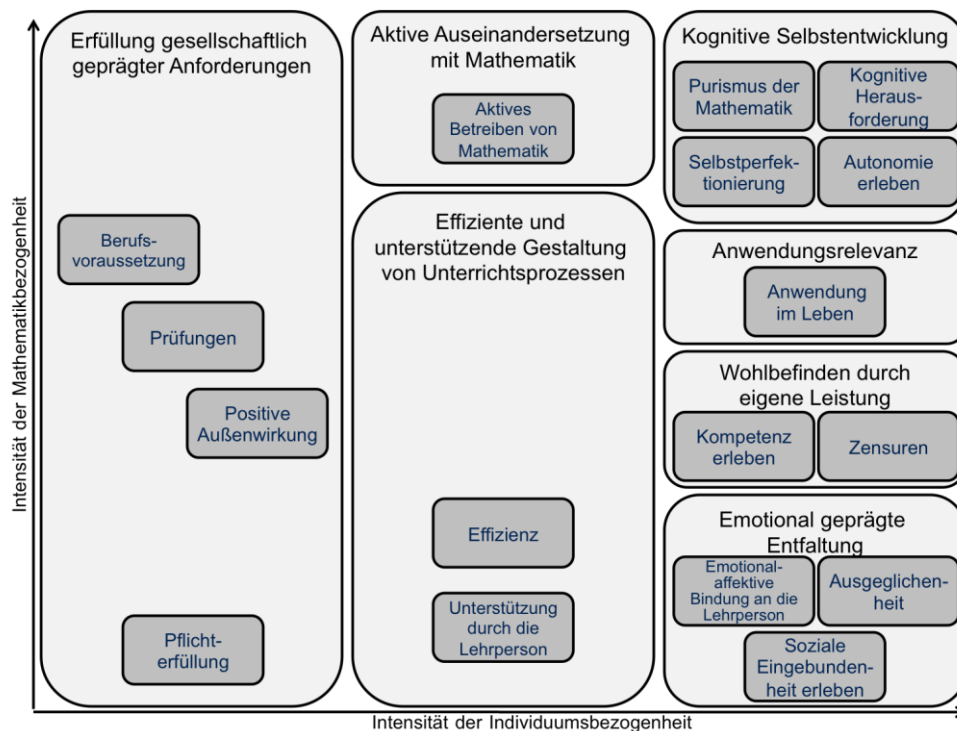 Intensität der Mathematikbezogenheit
Erfüllung gesellschaftlich
geprägter Anforderungen
Berufs-
voraussetzung
Prüfungen
Positive
Außenwirkung
Pflicht-
erfüllung
Aktive Auseinandersetzung
mit Mathematik
Aktives
Betreiben von
Mathematik
Effiziente und
unterstützende Gestaltung
von Unterrichtsprozessen
Effizienz
Unterstützung
durch die
Lehrperson
Kognitive Selbstentwicklung
Purismus der
Mathematik
Kognitive
Heraus-
forderung
Selbstperfek-
tionierung
Autonomie
erleben
Anwendungsrelevanz
Anwendung
im Leben
Wohlbefinden durch
eigene Leistung
Kompetenz
erleben
Zensuren
Emotional geprägte
Entfaltung
Emotional-
affektive
Bindung an die
Lehrperson
Ausgeglichen-
heit
Soziale
Eingebunden-
heit erleben
Intensität der Individuumsbezogenheit